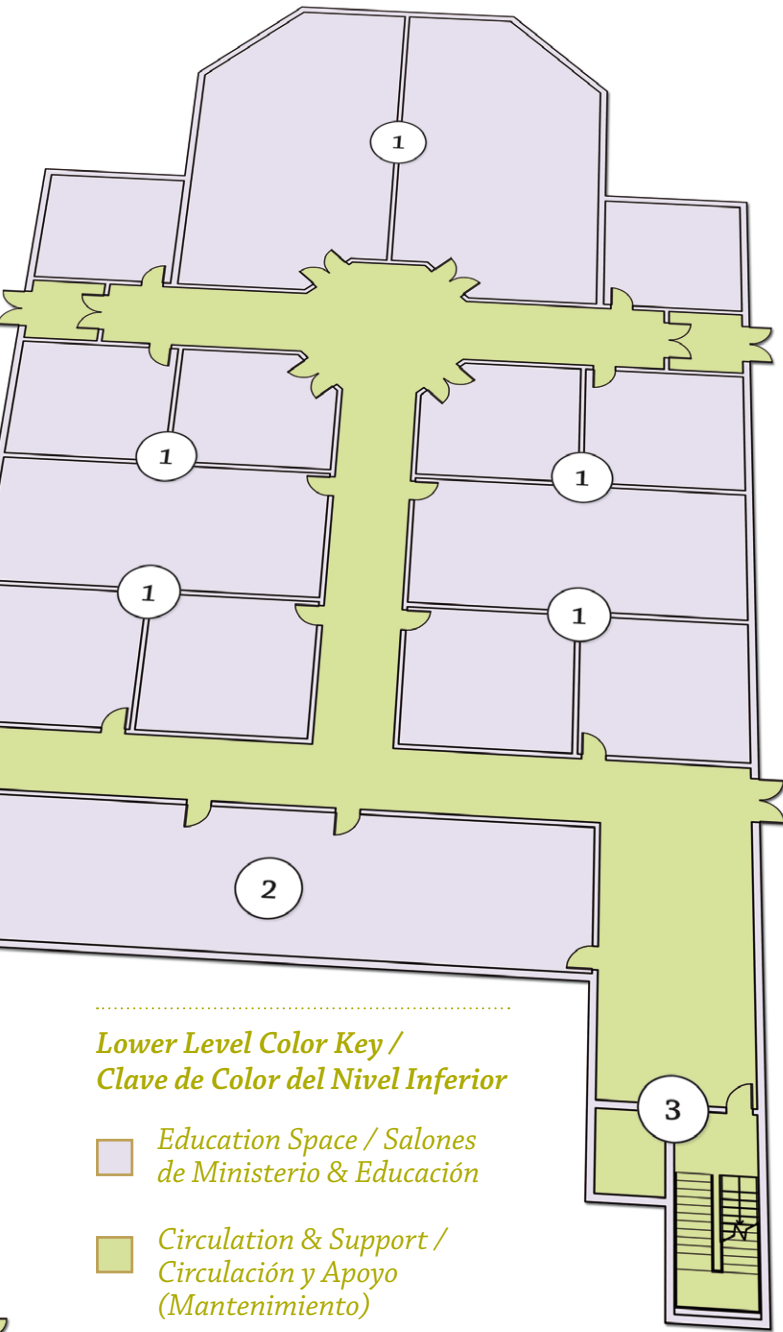 1
1
1
1
1
2
3
Lower Level Color Key /
Clave de Color del Nivel Inferior
Education Space / Salones
de Ministerio & Educación
Circulation & Support /
Circulación y Apoyo
(Mantenimiento)